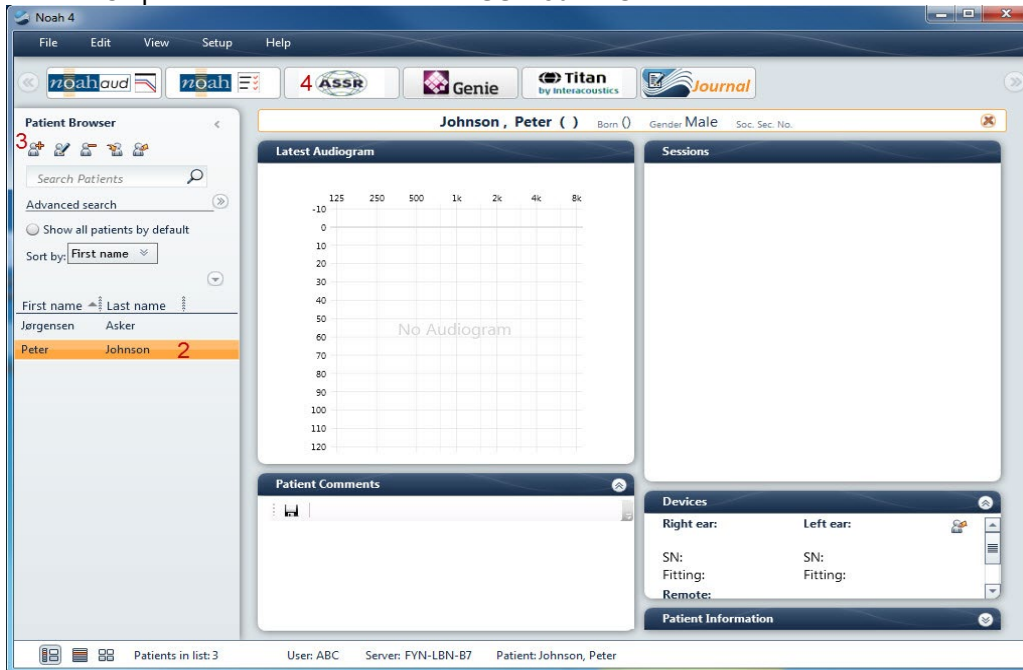 Noah 4
File Edit View Setup Help
noah aud noah 4 ASSR Genie Titan by Interacoustics Journal
Patient Browser
Johnson , Peter ( ) Born () Gender Male Soc. Sec. No.
3
Latest Audiogram
Sessions
Search Patients
Advanced search
Show all patients by default
Sort by: First name
First name Last name
Jørgensen Asker
Peter Johnson 2
125 250 500 1k 2k 4k 8k
-10
0
10
20
30
40
50
No Audiogram
60
70
80
90
100
110
120
Patient Comments
Devices
Right ear: Left ear:
SN: SN:
Fitting: Fitting:
Remote:
Patient Information
Patients in list: 3 User: ABC Server: FYN-LBN-B7 Patient: Johnson, Peter